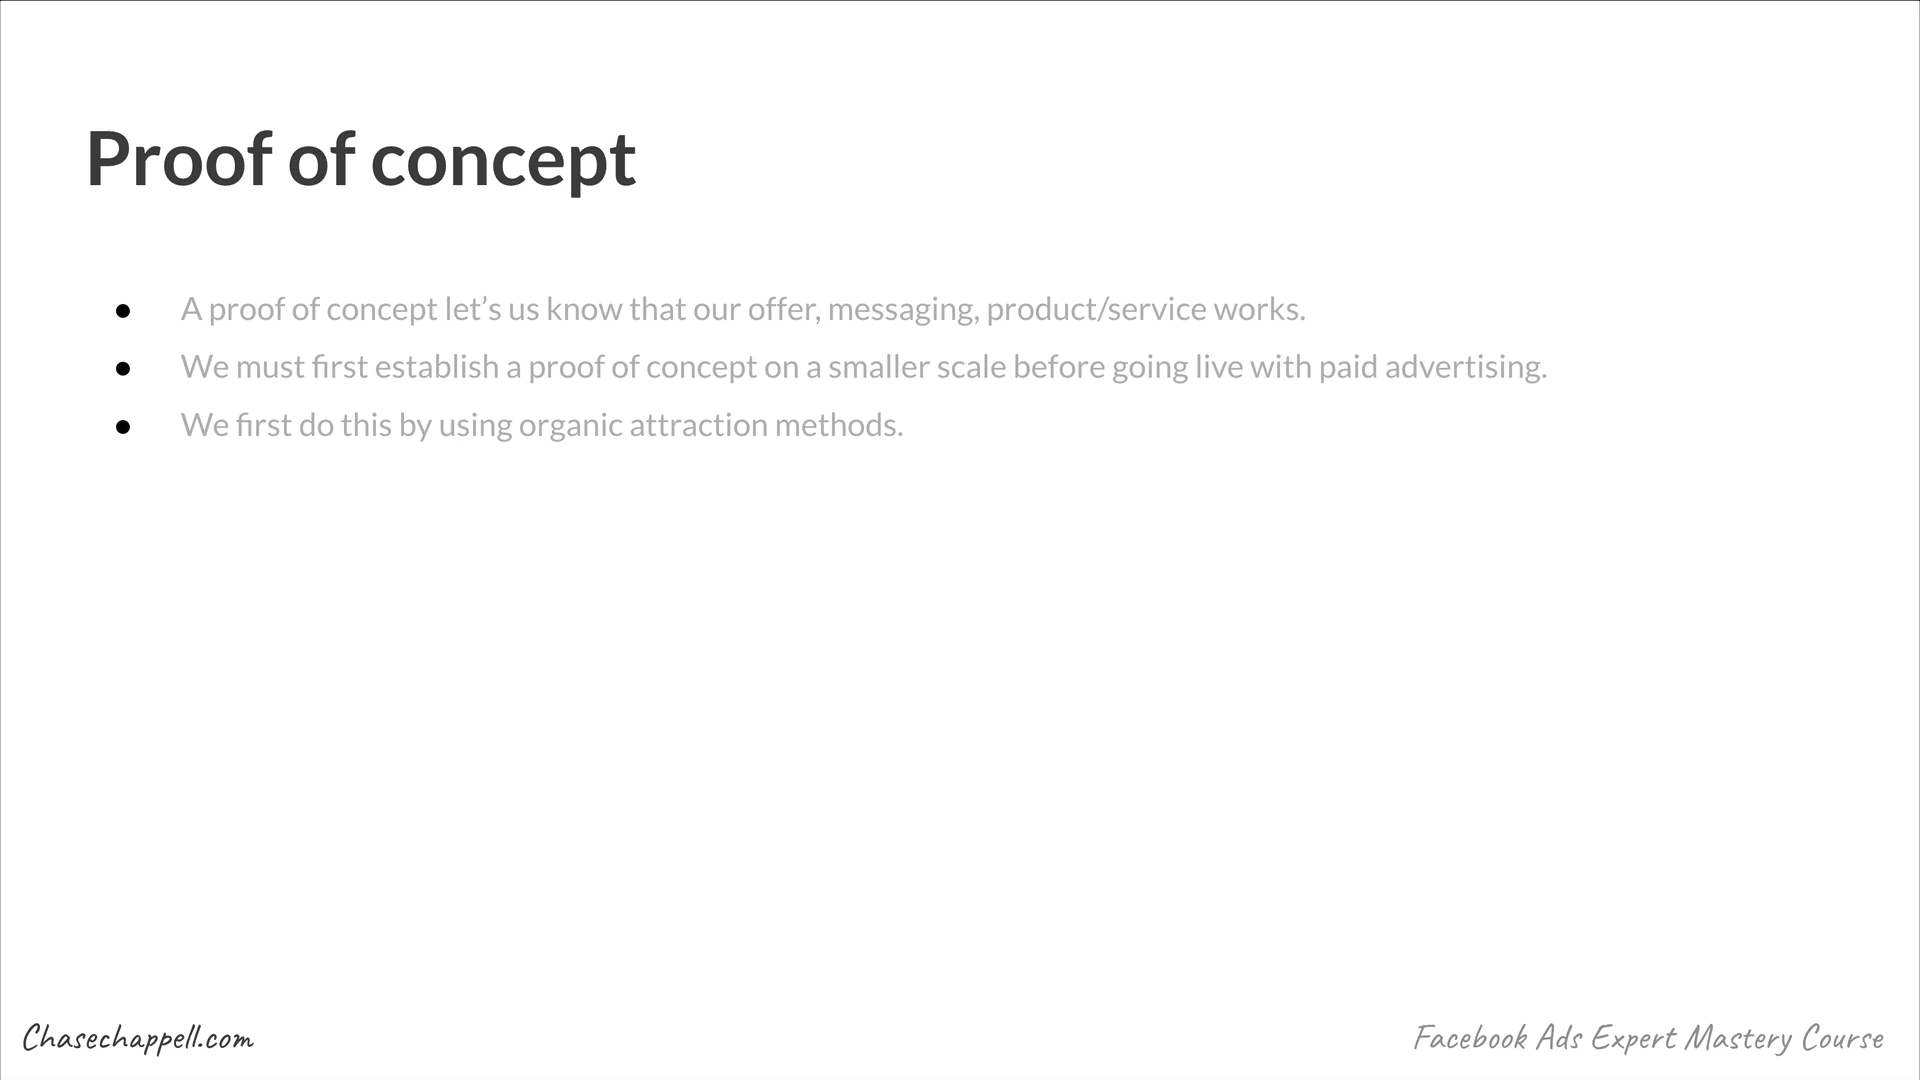 Proof of concept
● A proof of concept let’s us know that our offer, messaging, product/service works.
● We must first establish a proof of concept on a smaller scale before going live with paid advertising.
● We first do this by using organic attraction methods.
Chasechappell.com
Facebook Ads Expert Mastery Course